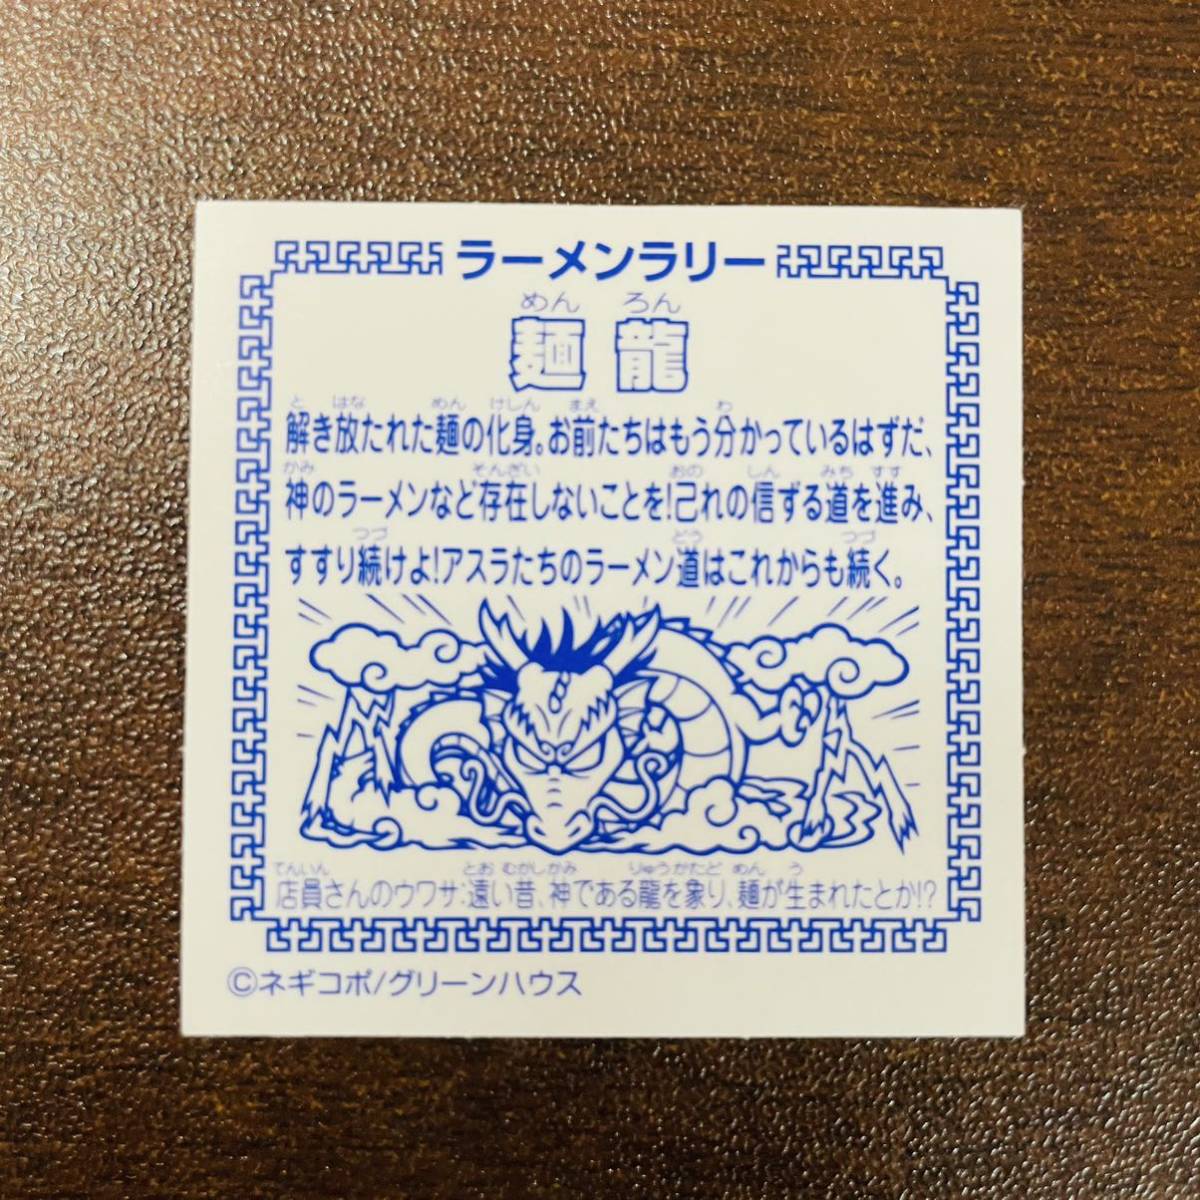 ラーメンラリー
めん ろん
麺龍
と はな めん けしん まえ わ
解き放たれた麺の化身。お前たちはもう分かっているはずだ、
かみ そんざい おの しん みち すす
神のラーメンなど存在しないことを!己れの信ずる道を進み、
つづ どう つづ
すすり続けよ!アスラたちのラーメン道はこれからも続く。
てんいん とお むかしかみ りゅうかたど めん う
店員さんのウワサ:遠い昔、神である龍を象り、麺が生まれたとか!?
©ネギコポ/グリーンハウス